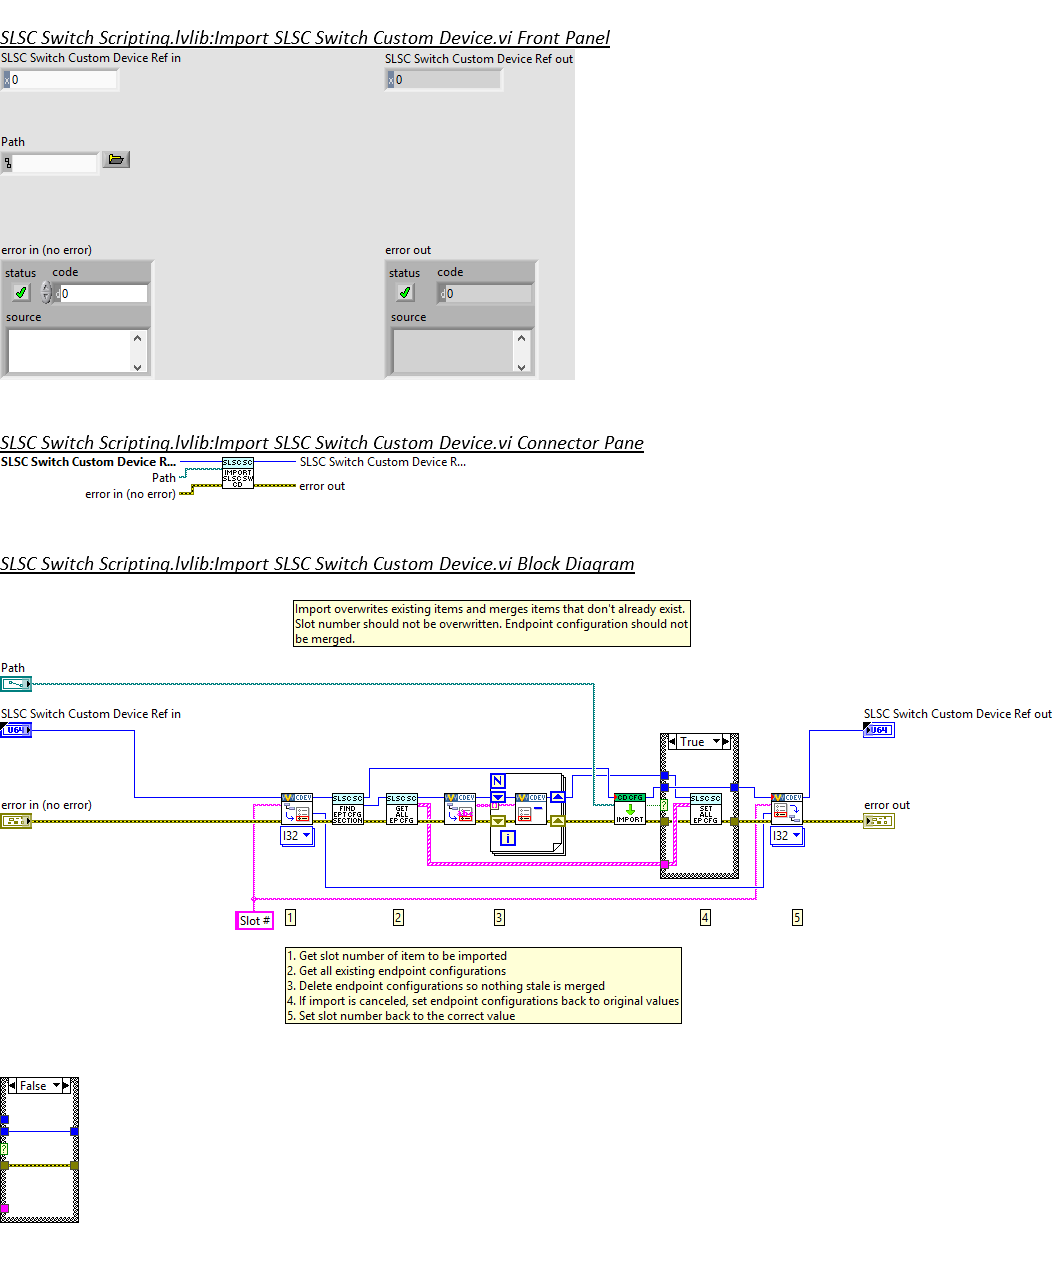 SLSC Switch Scripting.lvlib:Import SLSC Switch Custom Device.vi Front Panel
SLSC Switch Custom Device Ref in
SLSC Switch Custom Device Ref out
x 0
x 0
Path
error in (no error)
error out
status code
status code
d 0
d 0
source
source
SLSC Switch Scripting.lvlib:Import SLSC Switch Custom Device.vi Connector Pane
SLSC Switch Custom Device R...
SLSC SC
SLSC Switch Custom Device R...
Path
IMPORT
SLSC SW
CD
error in (no error)
error out
SLSC Switch Scripting.lvlib:Import SLSC Switch Custom Device.vi Block Diagram
Import overwrites existing items and merges items that don't already exist.
Slot number should not be overwritten. Endpoint configuration should not
be merged.
Path
SLSC Switch Custom Device Ref in
SLSC Switch Custom Device Ref out
U64
U64
True
error in (no error)
error out
CDEV
SLSC SC
FIND
EPT CFG
SECTION
SLSC SC
GET
ALL
EP CFG
CDEV
N
CDEV
i
CD CFG
IMPORT
?
SLSC SC
SET
ALL
EP CFG
CDEV
I32
I32
Slot #
1
2
3
4
5
1. Get slot number of item to be imported
2. Get all existing endpoint configurations
3. Delete endpoint configurations so nothing stale is merged
4. If import is canceled, set endpoint configurations back to original values
5. Set slot number back to the correct value
False
?